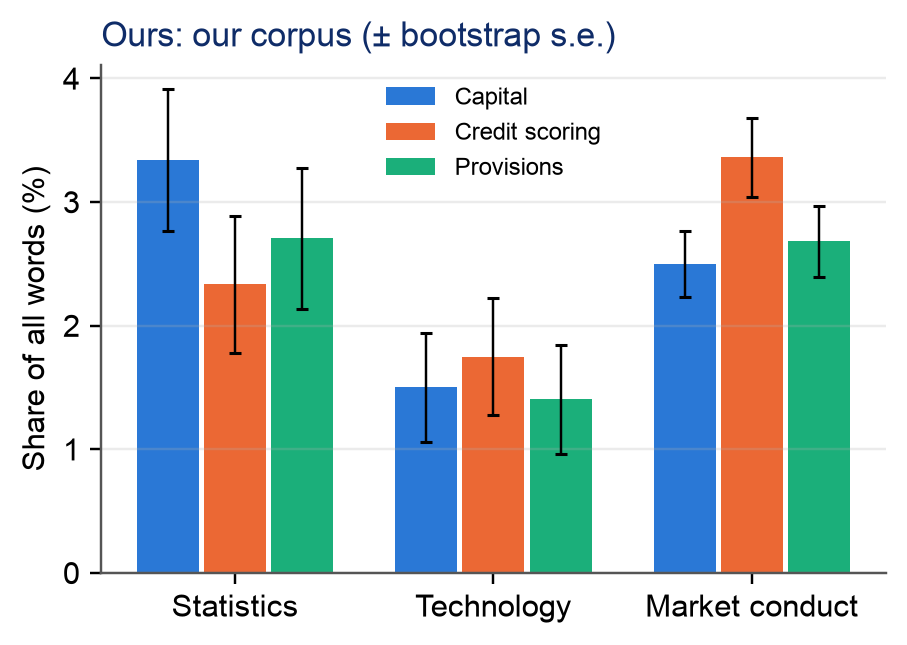 Ours: our corpus (± bootstrap s.e.)
Share of all words (%)
4
3
2
1
0
Capital
Credit scoring
Provisions
Statistics
Technology
Market conduct